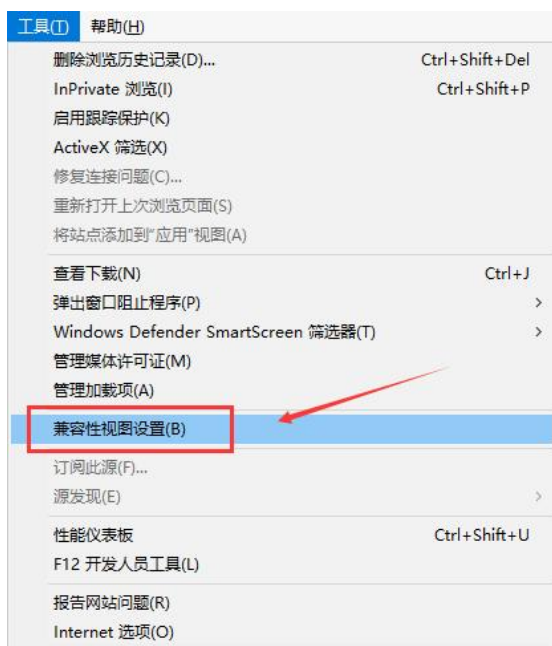 工具(T) 帮助(H)
删除浏览历史记录(D)... Ctrl+Shift+Del
InPrivate 浏览(I) Ctrl+Shift+P
启用跟踪保护(K)
ActiveX 筛选(X)
修复连接问题(C)...
重新打开上次浏览页面(S)
将站点添加到“应用”视图(A)
查看下载(N) Ctrl+J
弹出窗口阻止程序(P)
Windows Defender SmartScreen 筛选器(T)
管理媒体许可证(M)
管理加载项(A)
兼容性视图设置(B)
订阅此源(F)...
源发现(E)
性能仪表板 Ctrl+Shift+U
F12 开发人员工具(L)
报告网站问题(R)
Internet 选项(O)